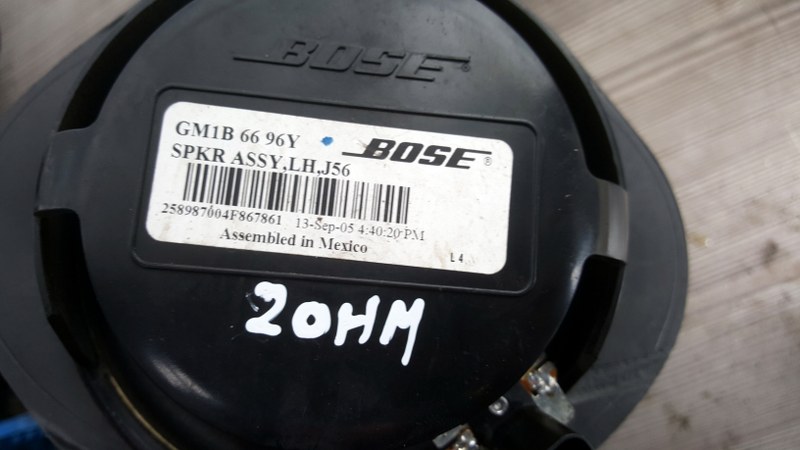 BOSE®
GM1B 66 96Y
BOSE®
SPKR ASSY,LH,J56
258987004F867861 13-Sep-05 4:40:20 PM
Assembled in Mexico
L 4
2OHM